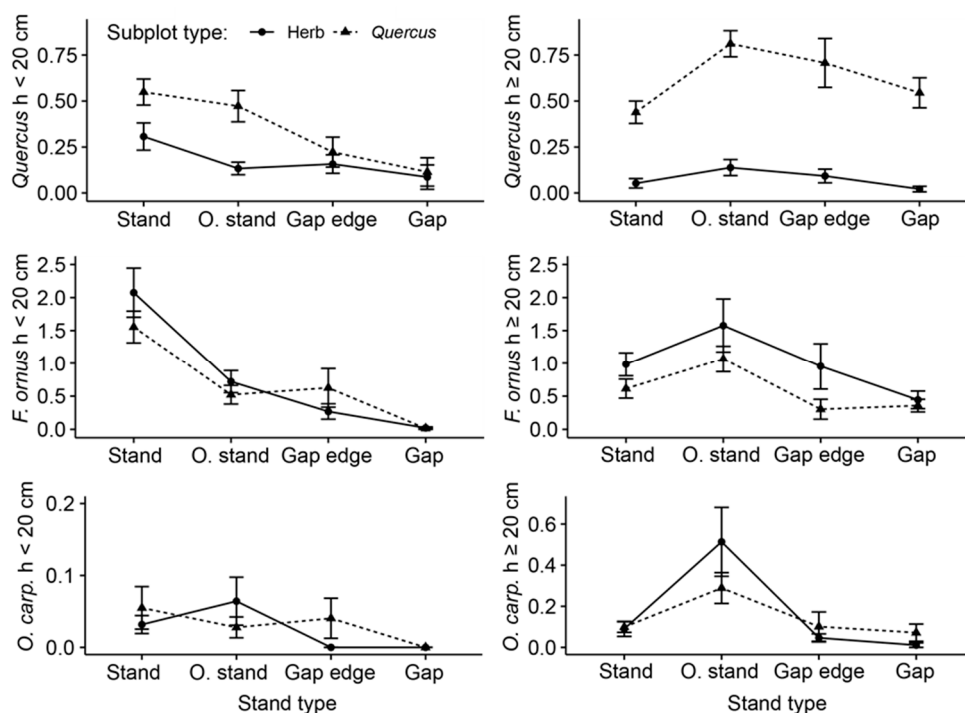 Subplot type: Herb Quercus
Quercus h < 20 cm
0.75
0.50
0.25
0.00
Stand O. stand Gap edge Gap
Quercus h ≥ 20 cm
0.75
0.50
0.25
0.00
Stand O. stand Gap edge Gap
F. ornus h < 20 cm
2.5
2.0
1.5
1.0
0.5
0.0
Stand O. stand Gap edge Gap
F. ornus h ≥ 20 cm
2.5
2.0
1.5
1.0
0.5
0.0
Stand O. stand Gap edge Gap
O. carp. h < 20 cm
0.2
0.1
0.0
Stand O. stand Gap edge Gap
Stand type
O. carp. h ≥ 20 cm
0.6
0.4
0.2
0.0
Stand O. stand Gap edge Gap
Stand type